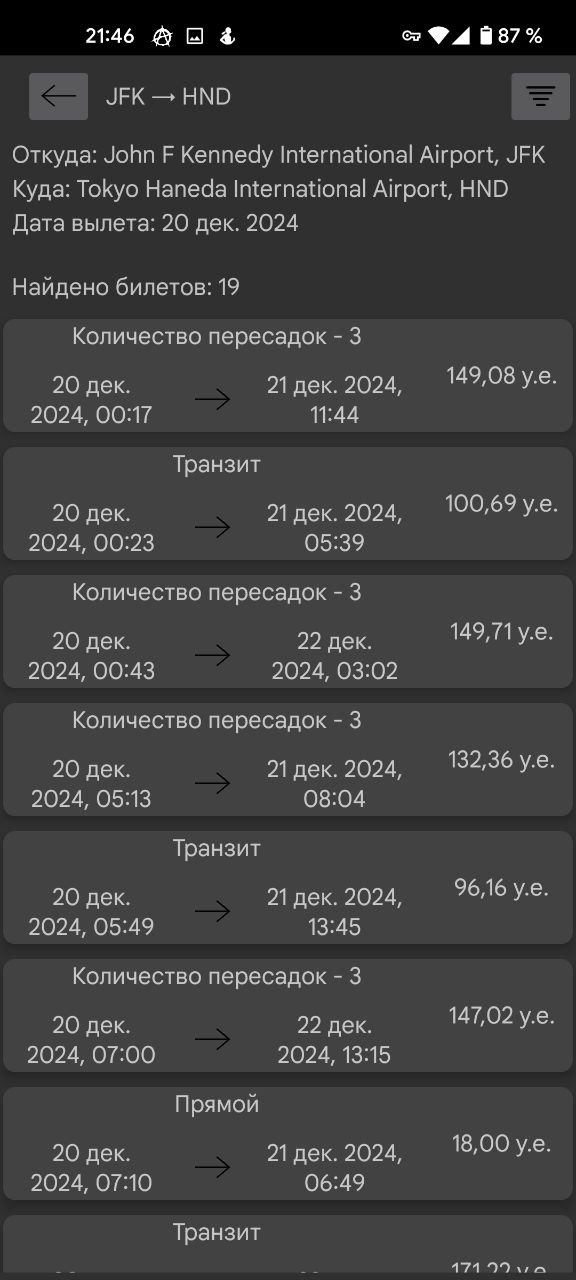 21:46
87 %
JFK → HND
Откуда: John F Kennedy International Airport, JFK
Куда: Tokyo Haneda International Airport, HND
Дата вылета: 20 дек. 2024
Найдено билетов: 19
Количество пересадок - 3
20 дек.
2024, 00:17
21 дек. 2024,
11:44
149,08 у.е.
Транзит
20 дек.
2024, 00:23
21 дек. 2024,
05:39
100,69 у.е.
Количество пересадок - 3
20 дек.
2024, 00:43
22 дек.
2024, 03:02
149,71 у.е.
Количество пересадок - 3
20 дек.
2024, 05:13
21 дек. 2024,
08:04
132,36 у.е.
Транзит
20 дек.
2024, 05:49
21 дек. 2024,
13:45
96,16 у.е.
Количество пересадок - 3
20 дек.
2024, 07:00
22 дек.
2024, 13:15
147,02 у.е.
Прямой
20 дек.
2024, 07:10
21 дек. 2024,
06:49
18,00 у.е.
Транзит
171,22 у.е.